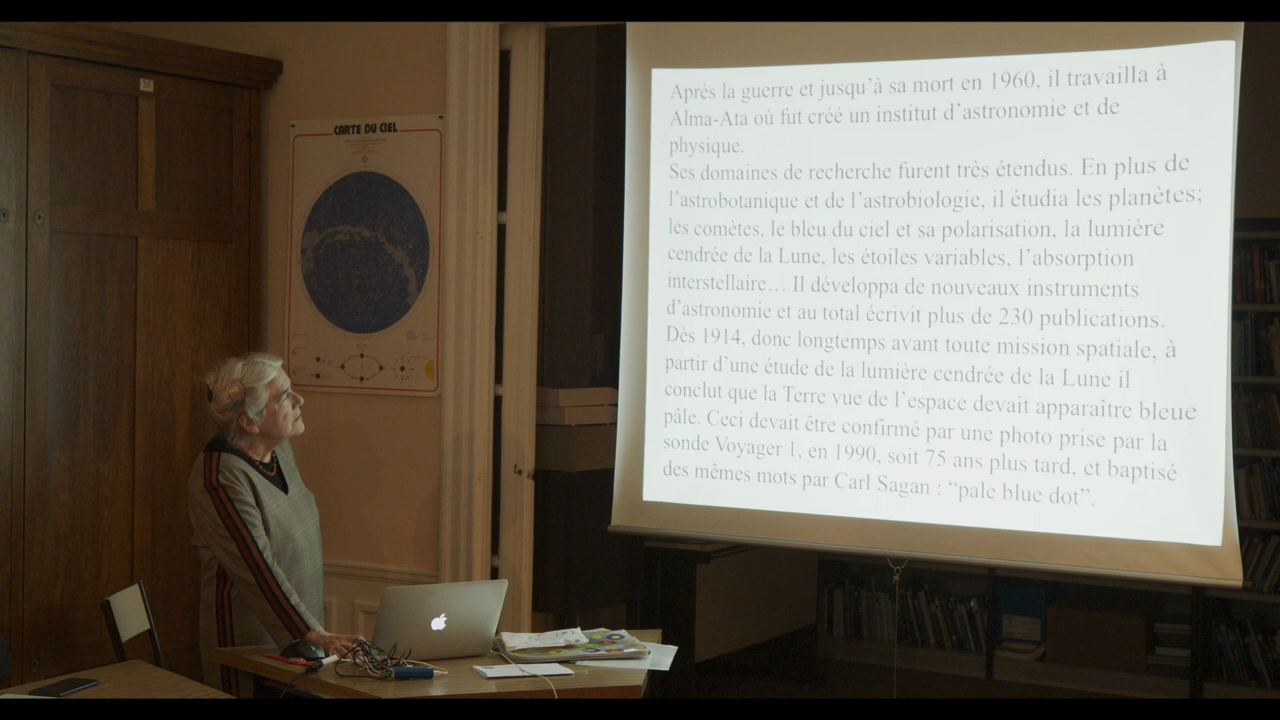 CARTE DU CIEL
Après la guerre et jusqu'à sa mort en 1960, il travailla à
Alma-Ata où fut créé un institut d'astronomie et de
physique.
Ses domaines de recherche furent très étendus. En plus de
l'astrobotanique et de l'astrobiologie, il étudia les planètes;
les comètes, le bleu du ciel et sa polarisation, la lumière
cendrée de la Lune, les étoiles variables, l'absorption
interstellaire… Il développa de nouveaux instruments
d'astronomie et au total écrivit plus de 230 publications.
Dès 1914, donc longtemps avant toute mission spatiale, à
partir d'une étude de la lumière cendrée de la Lune il
conclut que la Terre vue de l'espace devait apparaître bleue
pâle. Ceci devait être confirmé par une photo prise par la
sonde Voyager 1, en 1990, soit 75 ans plus tard, et baptisé
des mêmes mots par Carl Sagan : “pale blue dot”.